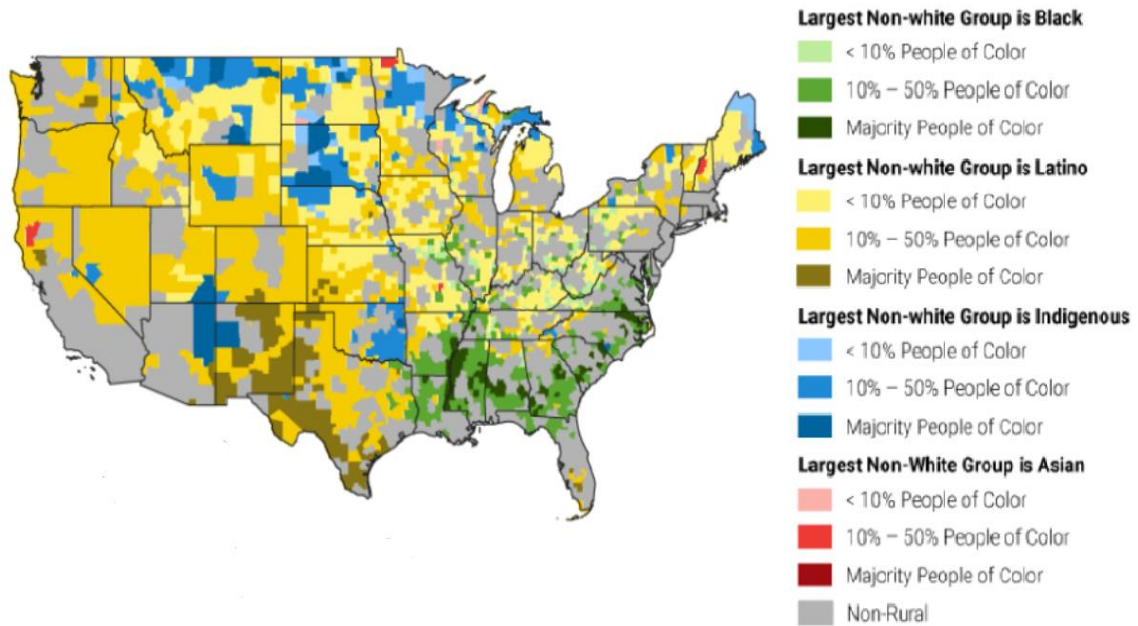 Largest Non-white Group is Black
< 10% People of Color
10% – 50% People of Color
Majority People of Color
Largest Non-white Group is Latino
< 10% People of Color
10% – 50% People of Color
Majority People of Color
Largest Non-white Group is Indigenous
< 10% People of Color
10% – 50% People of Color
Majority People of Color
Largest Non-White Group is Asian
< 10% People of Color
10% – 50% People of Color
Majority People of Color
Non-Rural